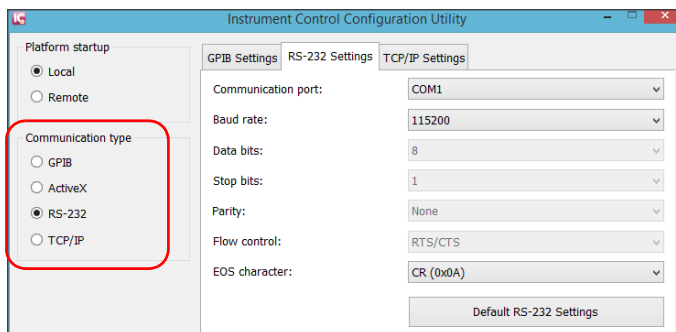 IC
Instrument Control Configuration Utility
Platform startup
Local
Remote
Communication type
GPIB
ActiveX
RS-232
TCP/IP
GPIB Settings RS-232 Settings TCP/IP Settings
Communication port: COM1
Baud rate: 115200
Data bits: 8
Stop bits: 1
Parity: None
Flow control: RTS/CTS
EOS character: CR (0x0A)
Default RS-232 Settings